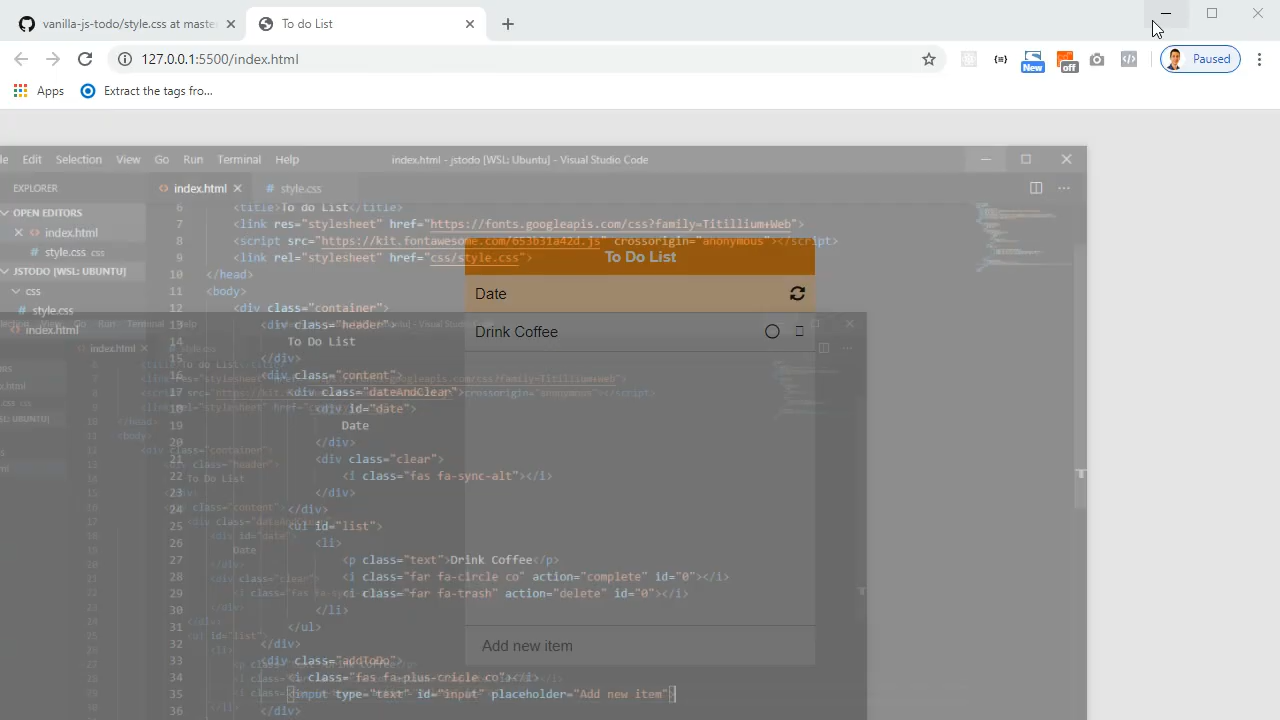 vanilla-js-todo/style.css at maste
To do List
127.0.0.1:5500/index.html
New
off
Paused
Apps
Extract the tags fro...
le Edit Selection View Go Run Terminal Help
index.html - jstodo [WSL: Ubuntu] - Visual Studio Code
EXPLORER
index.html
# style.css
OPEN EDITORS
index.html
# style.css css
JSTODO [WSL: UBUNTU]
css
# style.css
index.html
6 <title>To do List</title>
7 <link res="stylesheet" href="https://fonts.googleapis.com/css?family=Titillium+Web">
8 <script src="https://kit.fontawesome.com/653b31a42d.js" crossorigin="anonymous"></script>
9 <link rel="stylesheet" href="css/style.css">
10 </head>
11 <body>
12 <div class="container">
13 <div class="header">
14 To Do List
15 </div>
16 <div class="content">
17 <div class="dateAndClear">
18 <div id="date">
19 Date
20 </div>
21 <div class="clear">
22 <i class="fas fa-sync-alt"></i>
23 </div>
24 </div>
25 <ul id="list">
26 <li>
27 <p class="text">Drink Coffee</p>
28 <i class="far fa-circle co" action="complete" id="0"></i>
29 <i class="far fa-trash" action="delete" id="0"></i>
30 </li>
31 </ul>
32 </div>
33 <div class="addToDo">
34 <i class="fas fa-plus-circle co"></i>
35 <input type="text" id="input" placeholder="Add new item">
36 </div>
To Do List
Date
Drink Coffee
Add new item